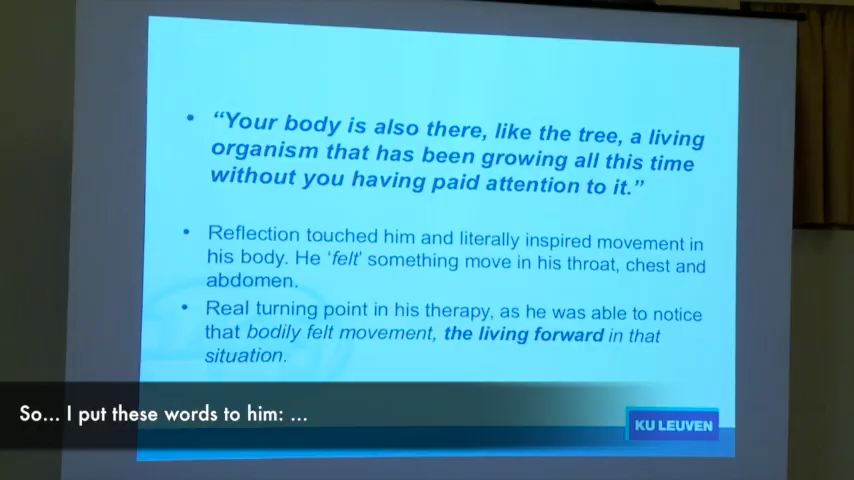 • “Your body is also there, like the tree, a living
organism that has been growing all this time
without you having paid attention to it.”
• Reflection touched him and literally inspired movement in
his body. He ‘felt’ something move in his throat, chest and
abdomen.
• Real turning point in his therapy, as he was able to notice
that bodily felt movement, the living forward in that
situation.
So... I put these words to him: ...
KU LEUVEN